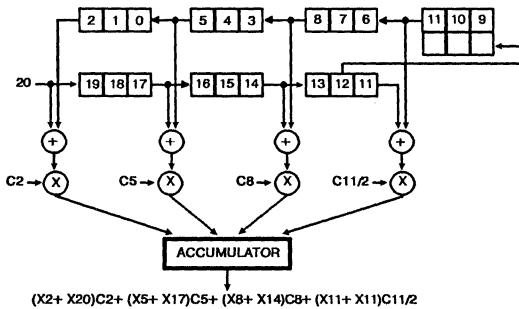 2 1 0 5 4 3 8 7 6 11 10 9
20 19 18 17 16 15 14 13 12 11
+ + + +
C2 X C5 X C8 X C11/2 X
ACCUMULATOR
(X2+ X20)C2+ (X5+ X17)C5+ (X8+ X14)C8+ (X11+ X11)C11/2